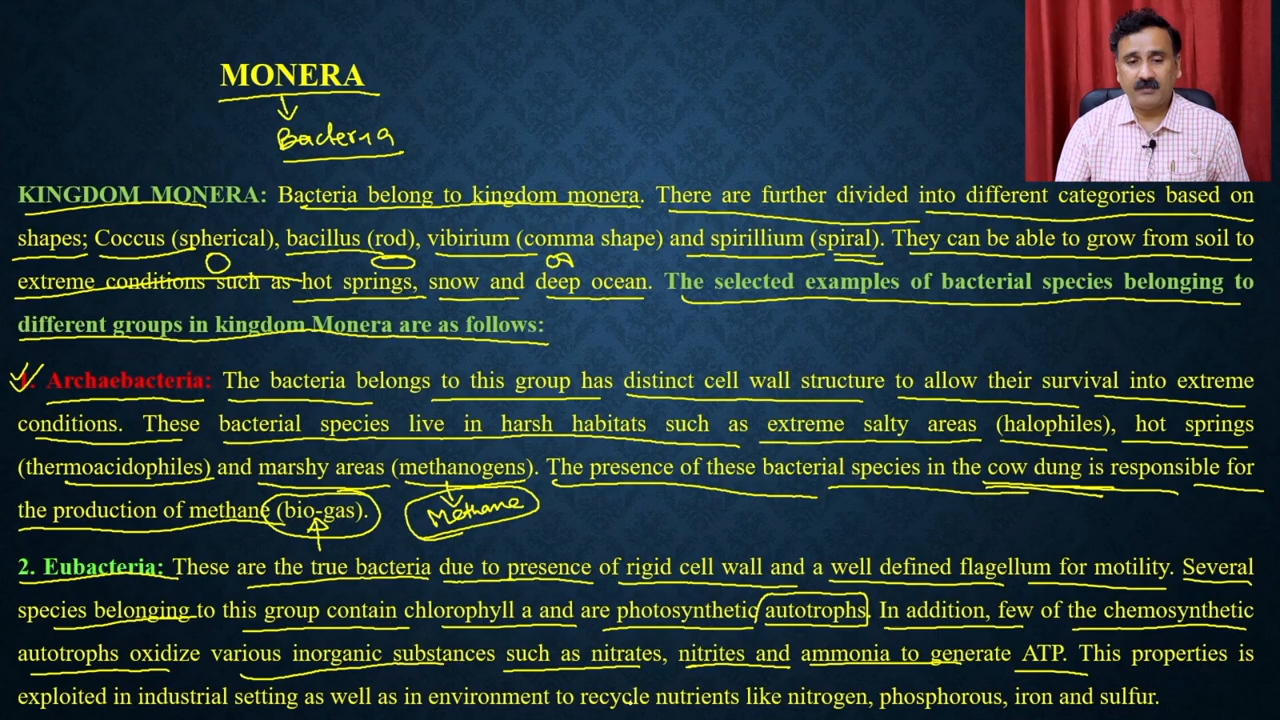 MONERA
Bacteria
KINGDOM MONERA: Bacteria belong to kingdom monera. There are further divided into different categories based on
shapes; Coccus (spherical), bacillus (rod), vibirium (comma shape) and spirillium (spiral). They can be able to grow from soil to
extreme conditions such as hot springs, snow and deep ocean. The selected examples of bacterial species belonging to
different groups in kingdom Monera are as follows:
1. Archaebacteria: The bacteria belongs to this group has distinct cell wall structure to allow their survival into extreme
conditions. These bacterial species live in harsh habitats such as extreme salty areas (halophiles), hot springs
(thermoacidophiles) and marshy areas (methanogens). The presence of these bacterial species in the cow dung is responsible for
the production of methane (bio-gas).
Methane
2. Eubacteria: These are the true bacteria due to presence of rigid cell wall and a well defined flagellum for motility. Several
species belonging to this group contain chlorophyll a and are photosynthetic autotrophs. In addition, few of the chemosynthetic
autotrophs oxidize various inorganic substances such as nitrates, nitrites and ammonia to generate ATP. This properties is
exploited in industrial setting as well as in environment to recycle nutrients like nitrogen, phosphorous, iron and sulfur.